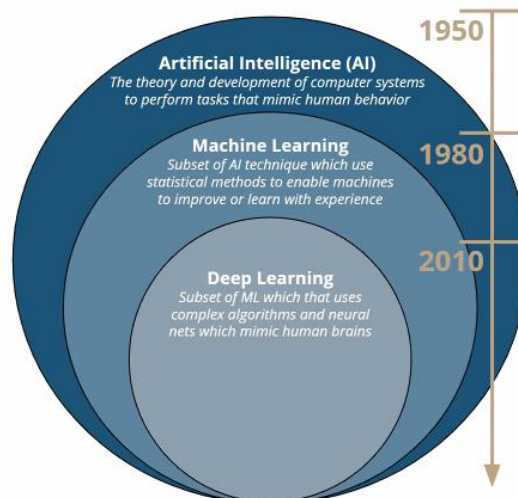 1950
Artificial Intelligence (AI)
The theory and development of computer systems
to perform tasks that mimic human behavior
1980
Machine Learning
Subset of AI technique which use
statistical methods to enable machines
to improve or learn with experience
2010
Deep Learning
Subset of ML which that uses
complex algorithms and neural
nets which mimic human brains